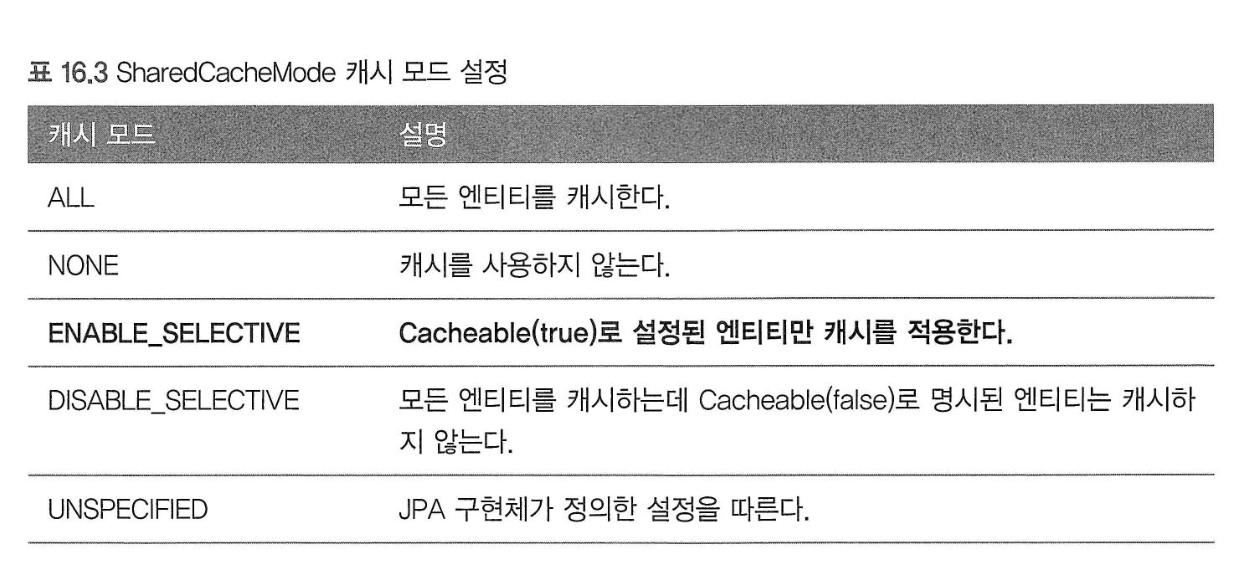 표 16.3 SharedCacheMode 캐시 모드 설정
캐시 모드 설명
ALL 모든 엔티티를 캐시한다.
NONE 캐시를 사용하지 않는다.
ENABLE_SELECTIVE Cacheable(true)로 설정된 엔티티만 캐시를 적용한다.
DISABLE_SELECTIVE 모든 엔티티를 캐시하는데 Cacheable(false)로 명시된 엔티티는 캐시하
지 않는다.
UNSPECIFIED JPA 구현체가 정의한 설정을 따른다.